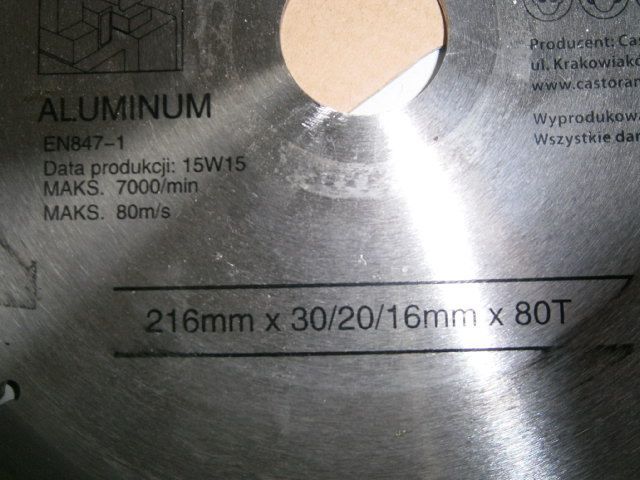 ALUMINUM
EN847-1
Data produkcji: 15W15
MAKS. 7000/min
MAKS. 80m/s
Producent: Cas
ul. Krakowiakó
www.castoran
Wyprodukowa
Wszystkie dan
216mm x 30/20/16mm x 80T